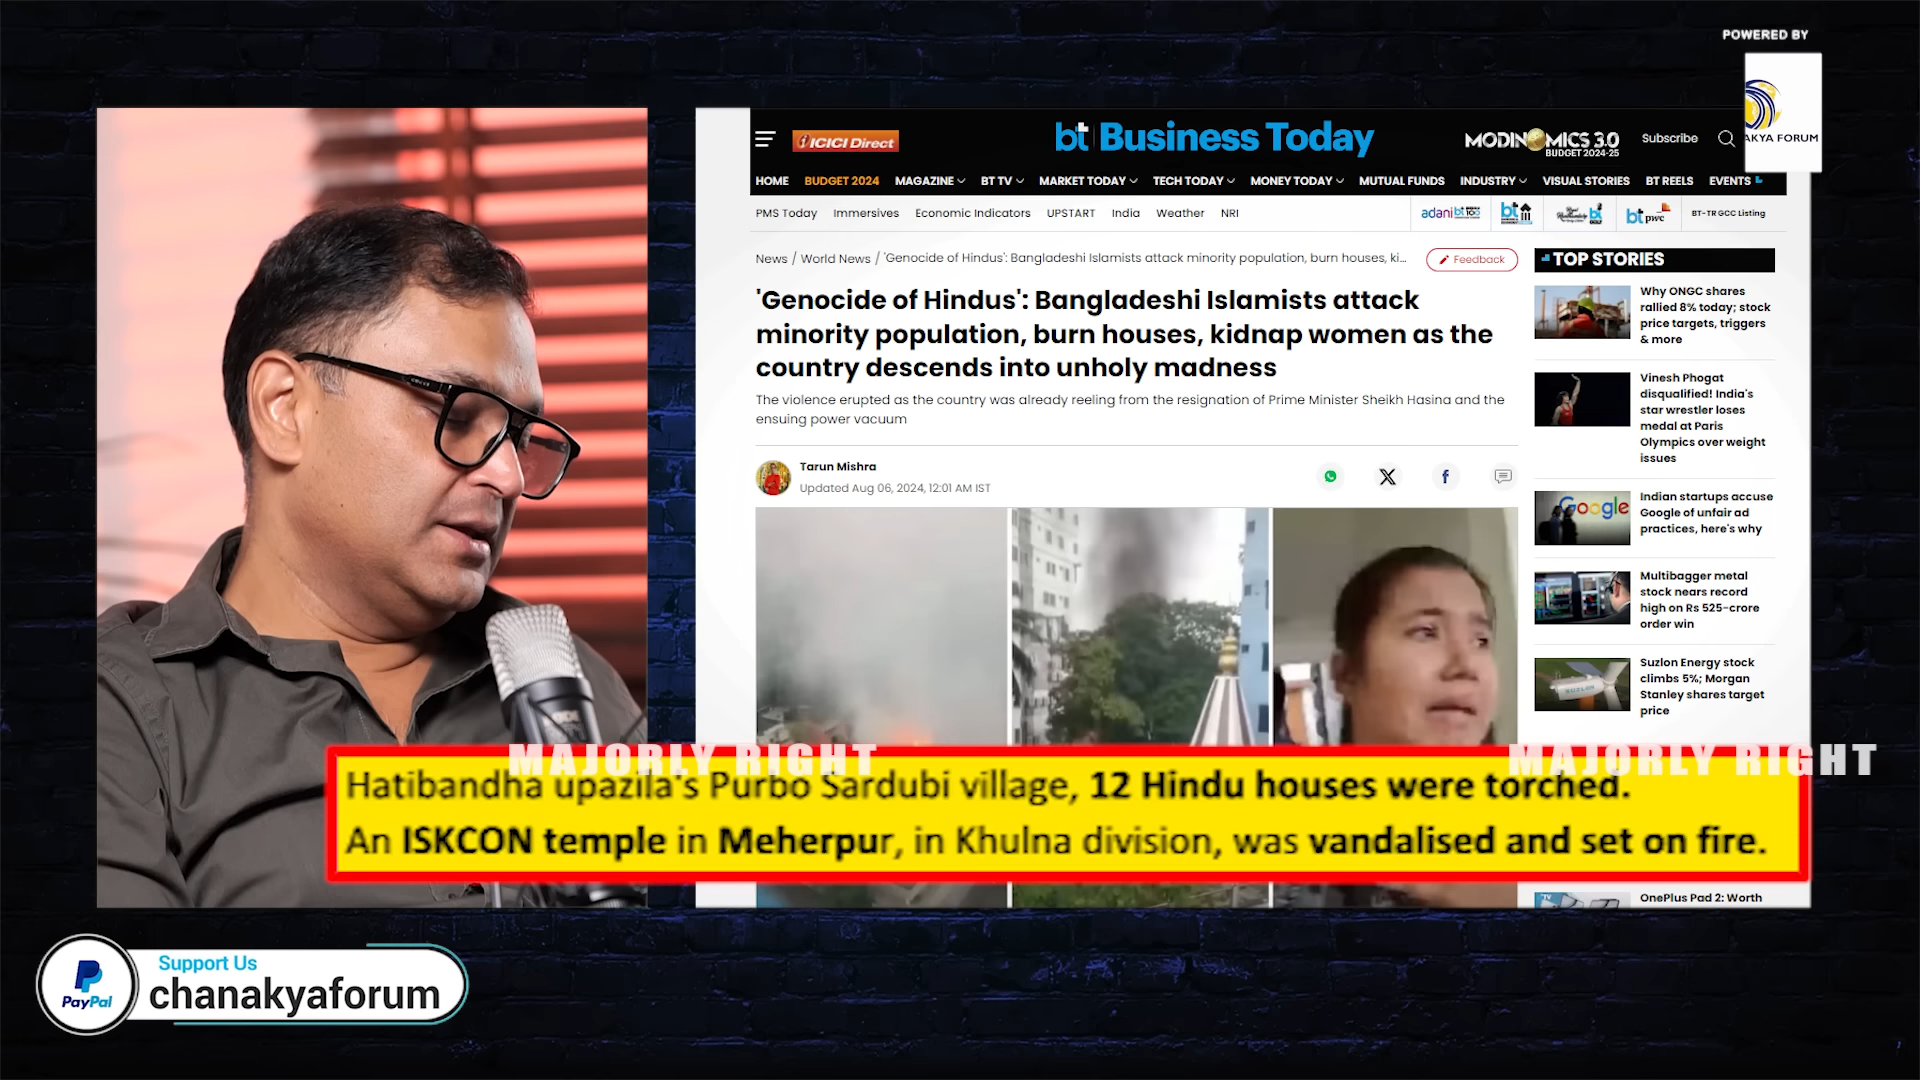 POWERED BY
AKYA FORUM
ICICI Direct
bt Business Today
MODINOMICS 3.0
BUDGET 2024-25
Subscribe
HOME BUDGET 2024 MAGAZINE BT TV MARKET TODAY TECH TODAY MONEY TODAY MUTUAL FUNDS INDUSTRY VISUAL STORIES BT REELS EVENTS
PMS Today Immersives Economic Indicators UPSTART India Weather NRI
adani bt 100 bt bt bt pwc BT-TR GCC Listing
News / World News / 'Genocide of Hindus': Bangladeshi Islamists attack minority population, burn houses, ki...
Feedback
'Genocide of Hindus': Bangladeshi Islamists attack
minority population, burn houses, kidnap women as the
country descends into unholy madness
The violence erupted as the country was already reeling from the resignation of Prime Minister Sheikh Hasina and the
ensuing power vacuum
Tarun Mishra
Updated Aug 06, 2024, 12:01 AM IST
TOP STORIES
Why ONGC shares
rallied 8% today; stock
price targets, triggers
& more
Vinesh Phogat
disqualified! India's
star wrestler loses
medal at Paris
Olympics over weight
issues
Google
Indian startups accuse
Google of unfair ad
practices, here's why
Multibagger metal
stock nears record
high on Rs 525-crore
order win
SUZLON
Suzlon Energy stock
climbs 5%; Morgan
Stanley shares target
price
OnePlus Pad 2: Worth
MAJORLY RIGHT
MAJORLY RIGHT
Hatibandha upazila's Purbo Sardubi village, 12 Hindu houses were torched.
An ISKCON temple in Meherpur, in Khulna division, was vandalised and set on fire.
PayPal
Support Us
chanakyaforum